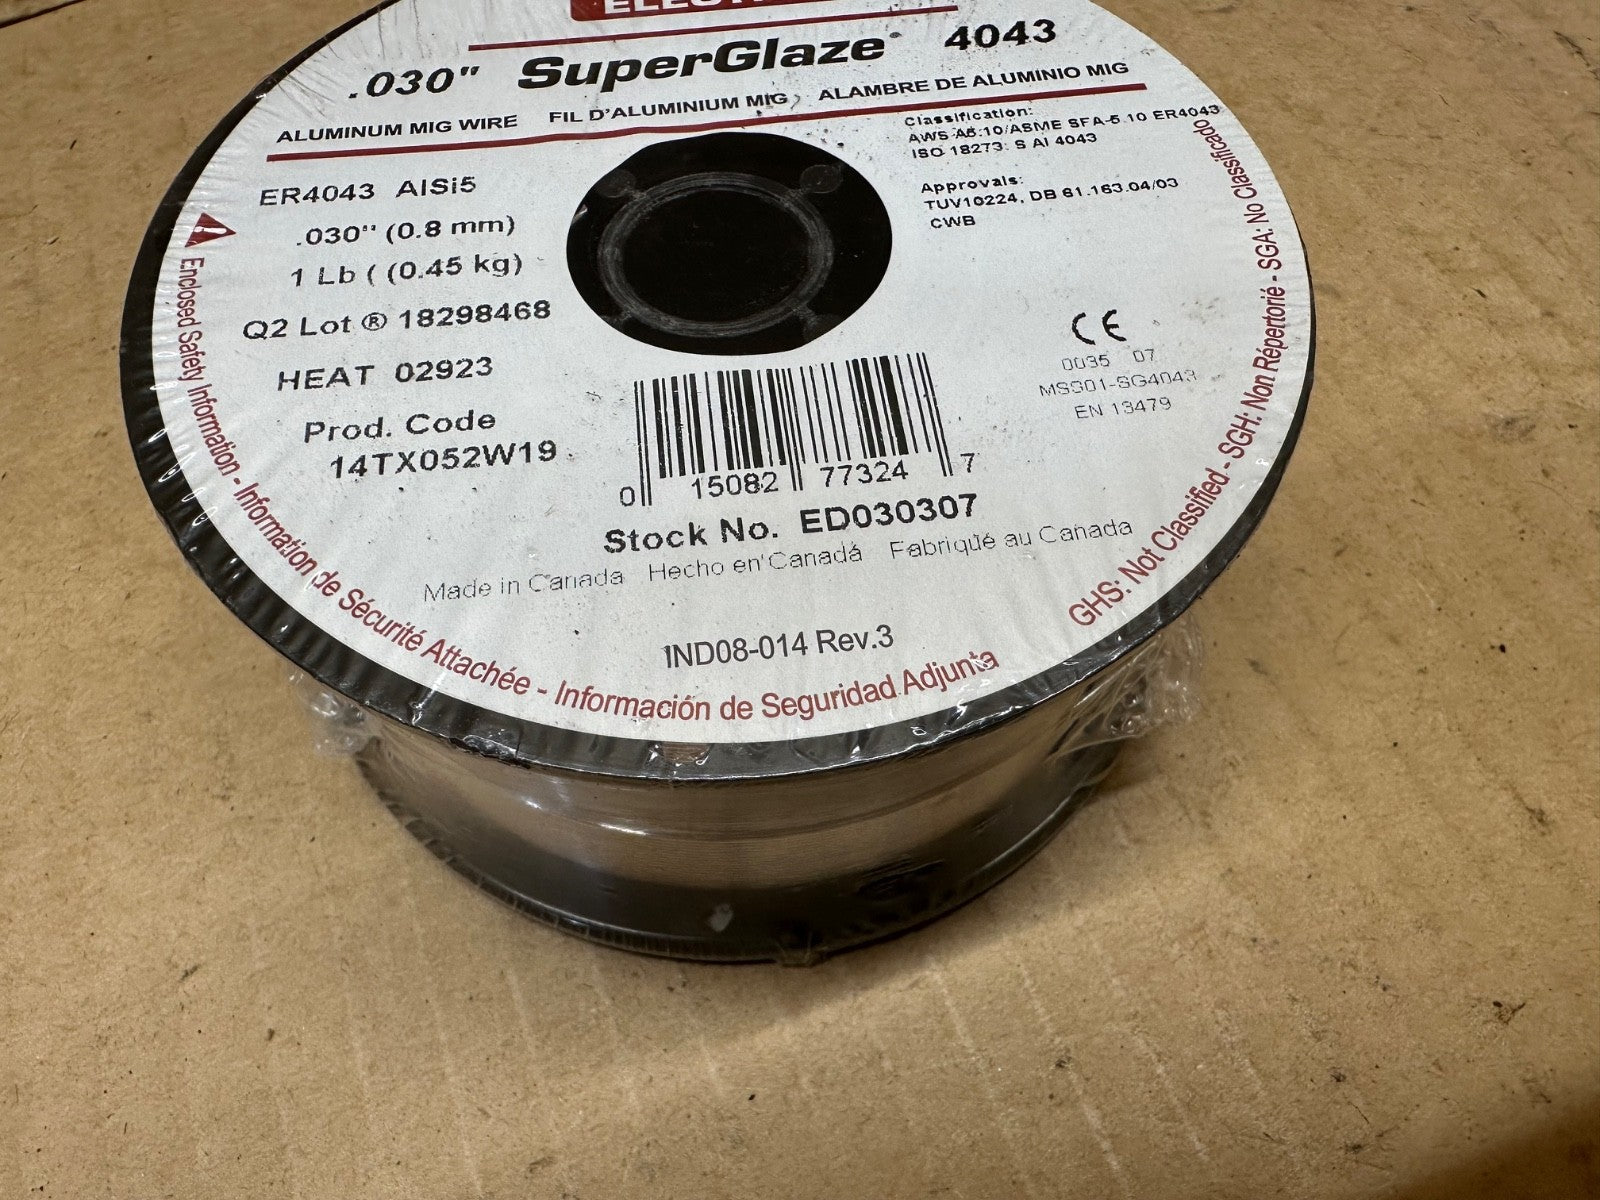 .030" SuperGlaze® 4043
ALUMINUM MIG WIRE FIL D'ALUMINIUM MIG ALAMBRE DE ALUMINIO MIG
ER4043 AlSi5
.030" (0.8 mm)
1 Lb ( (0.45 kg)
Q2 Lot ® 18298468
HEAT 02923
Prod. Code
14TX052W19
Classification:
AWS A5.10/ASME SFA-5.10 ER4043
ISO 18273: S Al 4043
Approvals:
TUV10224, DB 61.163.04/03
CWB
CE
0035 07
MS001-SG4043
EN 13479
0 15082 77324 7
Stock No. ED030307
Made in Canada Hecho en Canadá Fabriqué au Canada
IND08-014 Rev.3
Enclosed Safety Information - Information de Sécurité Attachée - Información de Seguridad Adjunta
GHS: Not Classified - SGH: Non Répertorié - SGA: No Clasificado